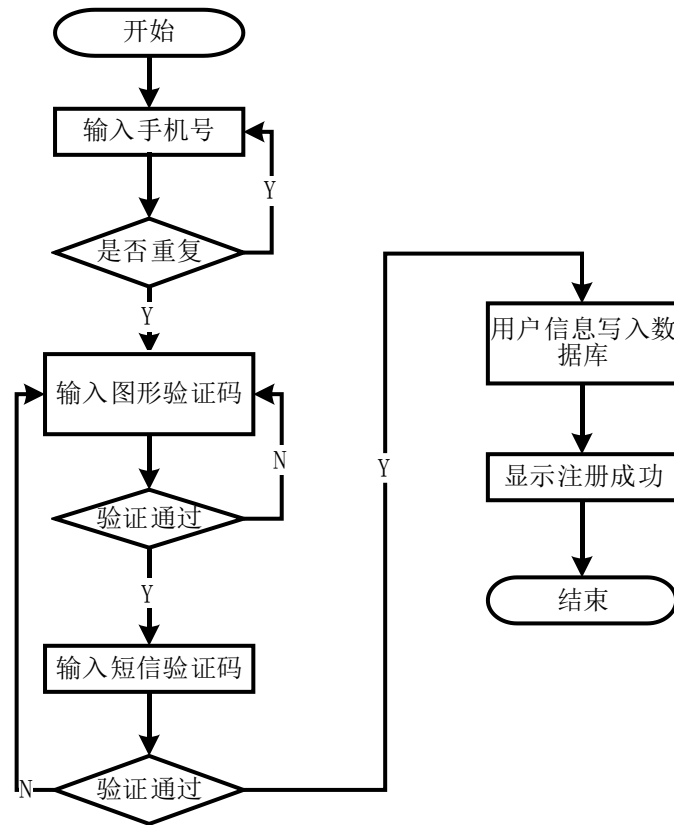 开始
输入手机号
Y
是否重复
Y
输入图形验证码
N
验证通过
Y
输入短信验证码
N
验证通过
Y
用户信息写入数
据库
显示注册成功
结束